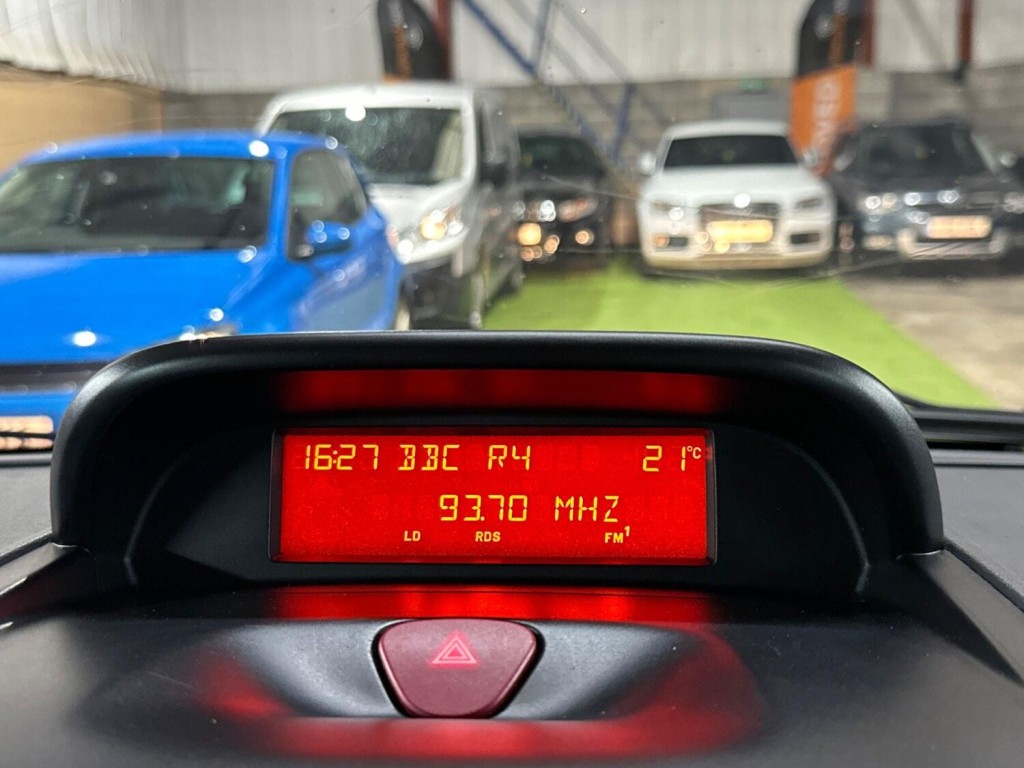 16:27 BBC R4 21°C
93.70 MHZ
LD RDS FM1